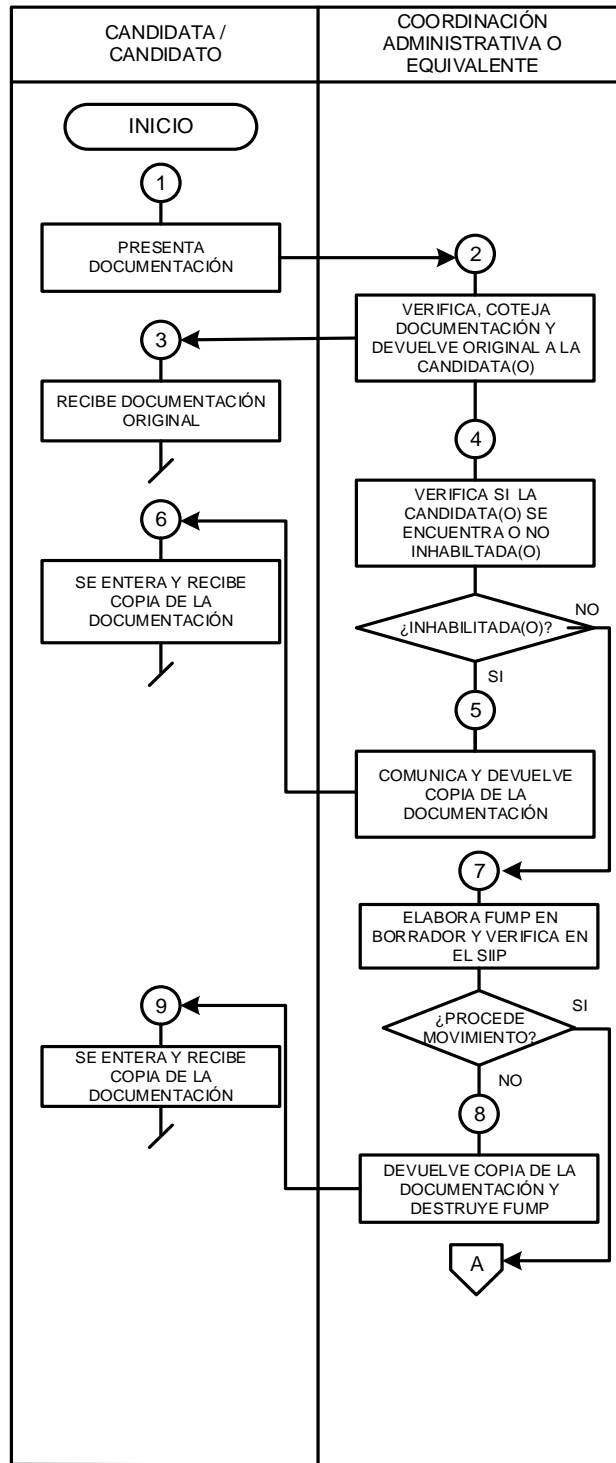 CANDIDATA /
CANDIDATO
COORDINACIÓN
ADMINISTRATIVA O
EQUIVALENTE
INICIO
1
PRESENTA
DOCUMENTACIÓN
2
VERIFICA, COTEJA
DOCUMENTACIÓN Y
DEVUELVE ORIGINAL A LA
CANDIDATA(O)
3
RECIBE DOCUMENTACIÓN
ORIGINAL
4
VERIFICA SI LA
CANDIDATA(O) SE
ENCUENTRA O NO
INHABILTADA(O)
¿INHABILITADA(O)?
NO
SI
5
COMUNICA Y DEVUELVE
COPIA DE LA
DOCUMENTACIÓN
6
SE ENTERA Y RECIBE
COPIA DE LA
DOCUMENTACIÓN
7
ELABORA FUMP EN
BORRADOR Y VERIFICA EN
EL SIIP
¿PROCEDE
MOVIMIENTO?
SI
NO
8
DEVUELVE COPIA DE LA
DOCUMENTACIÓN Y
DESTRUYE FUMP
9
SE ENTERA Y RECIBE
COPIA DE LA
DOCUMENTACIÓN
A